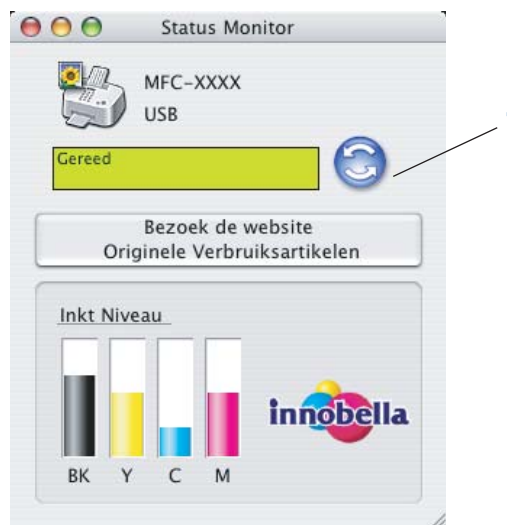 Status Monitor
MFC-XXXX
USB
Gereed
Bezoek de website
Originele Verbruiksartikelen
Inkt Niveau
innobella
BK Y C M